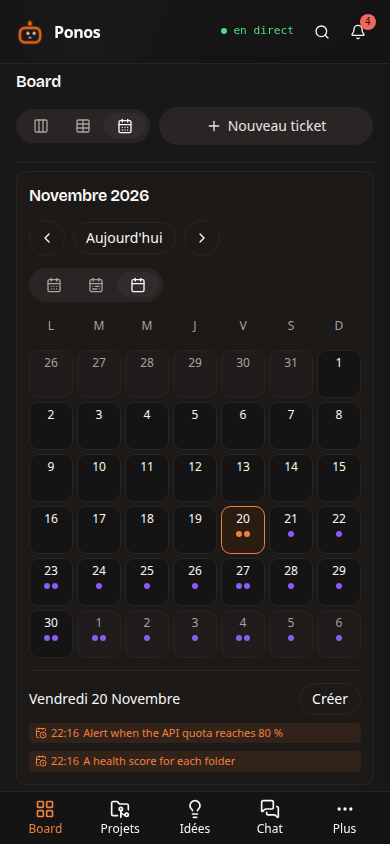 Ponos
en direct
4
Board
Nouveau ticket
Novembre 2026
Aujourd'hui
L M M J V S D
26 27 28 29 30 31 1
2 3 4 5 6 7 8
9 10 11 12 13 14 15
16 17 18 19 20 21 22
23 24 25 26 27 28 29
30 1 2 3 4 5 6
Vendredi 20 Novembre
Créer
22:16 Alert when the API quota reaches 80 %
22:16 A health score for each folder
Board Projets Idées Chat Plus